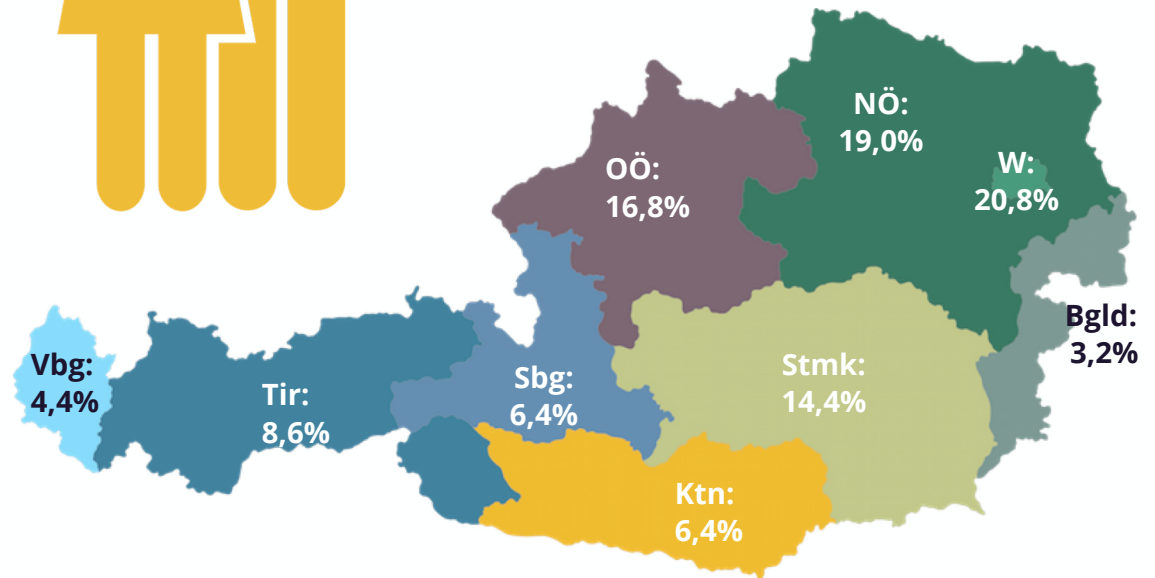 NÖ:
19,0%
W:
20,8%
OÖ:
16,8%
Bgld:
3,2%
Vbg:
4,4%
Tir:
8,6%
Sbg:
6,4%
Stmk:
14,4%
Ktn:
6,4%